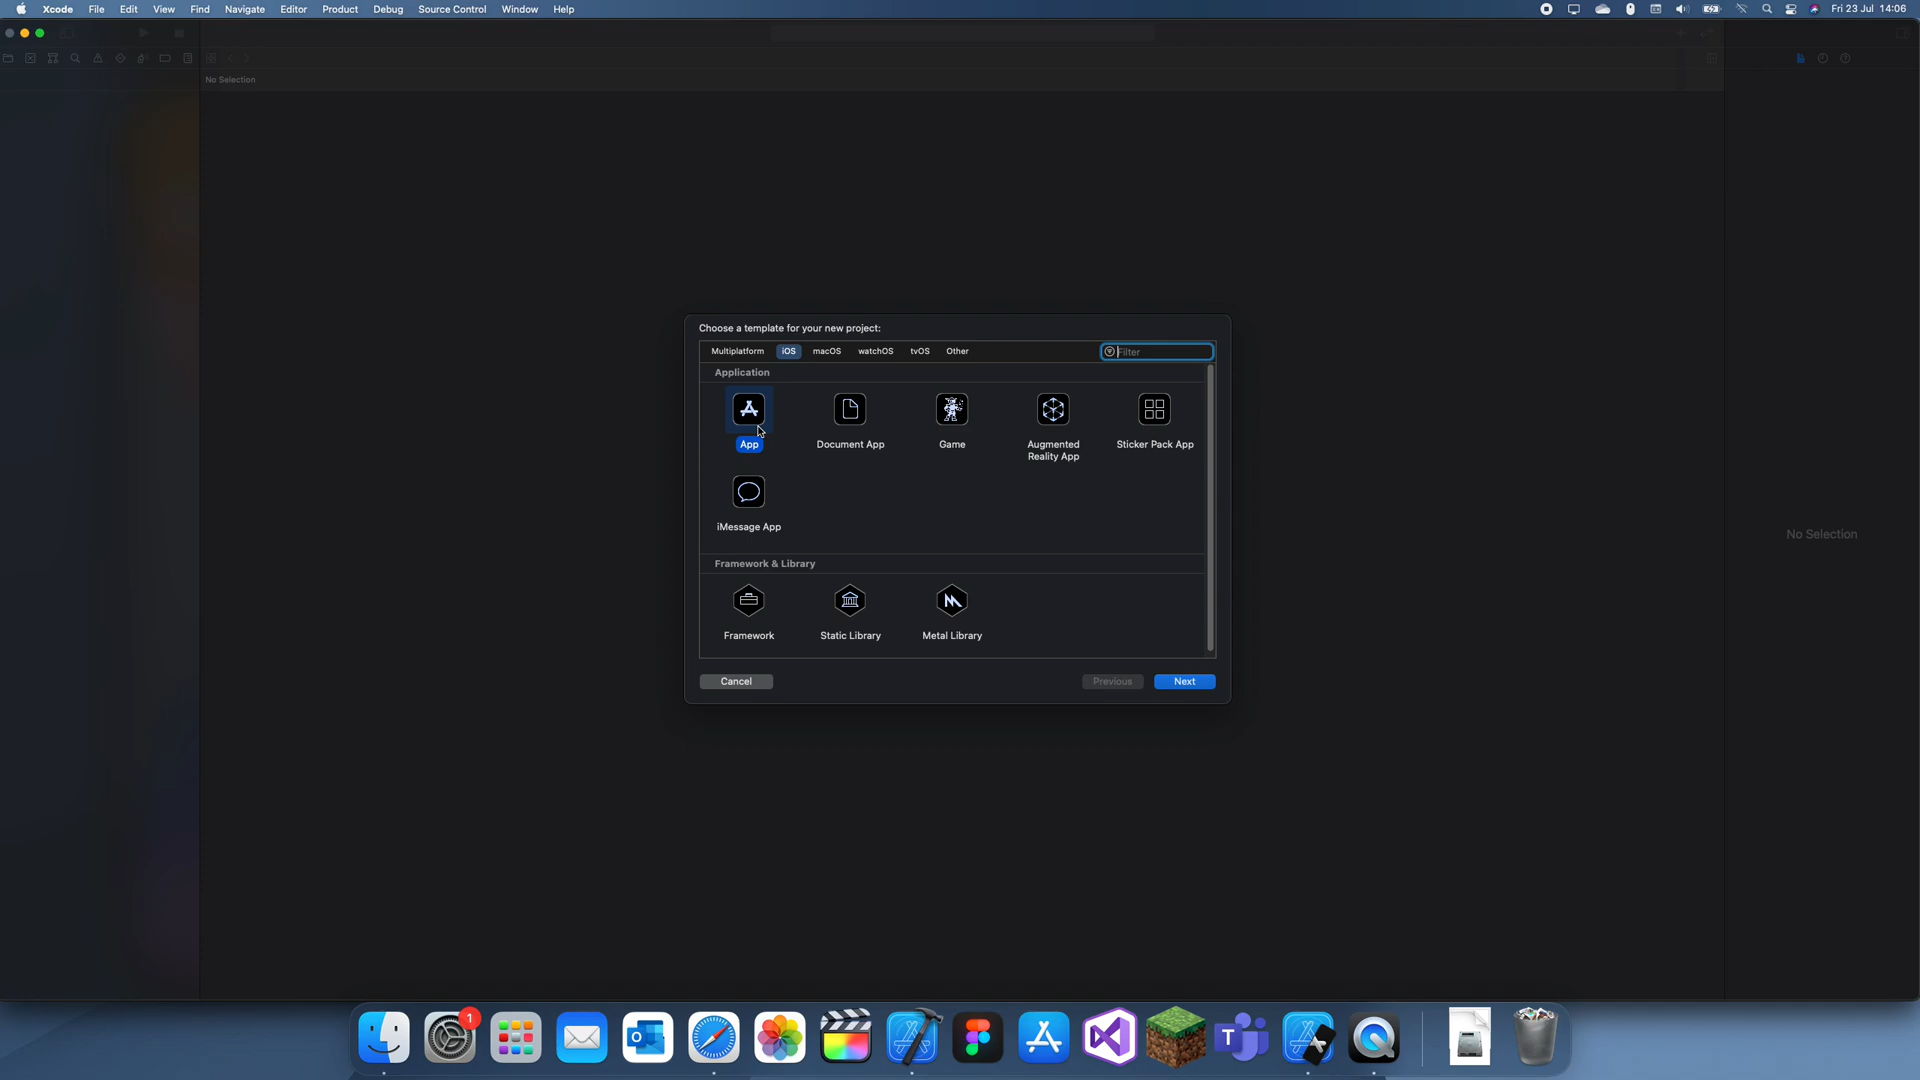 Xcode File Edit View Find Navigate Editor Product Debug Source Control Window Help Fri 23 Jul 14:06
No Selection
Choose a template for your new project:
Multiplatform iOS macOS watchOS tvOS Other Filter
Application
App Document App Game Augmented Reality App Sticker Pack App
iMessage App
No Selection
Framework & Library
Framework Static Library Metal Library
Cancel Previous Next
1